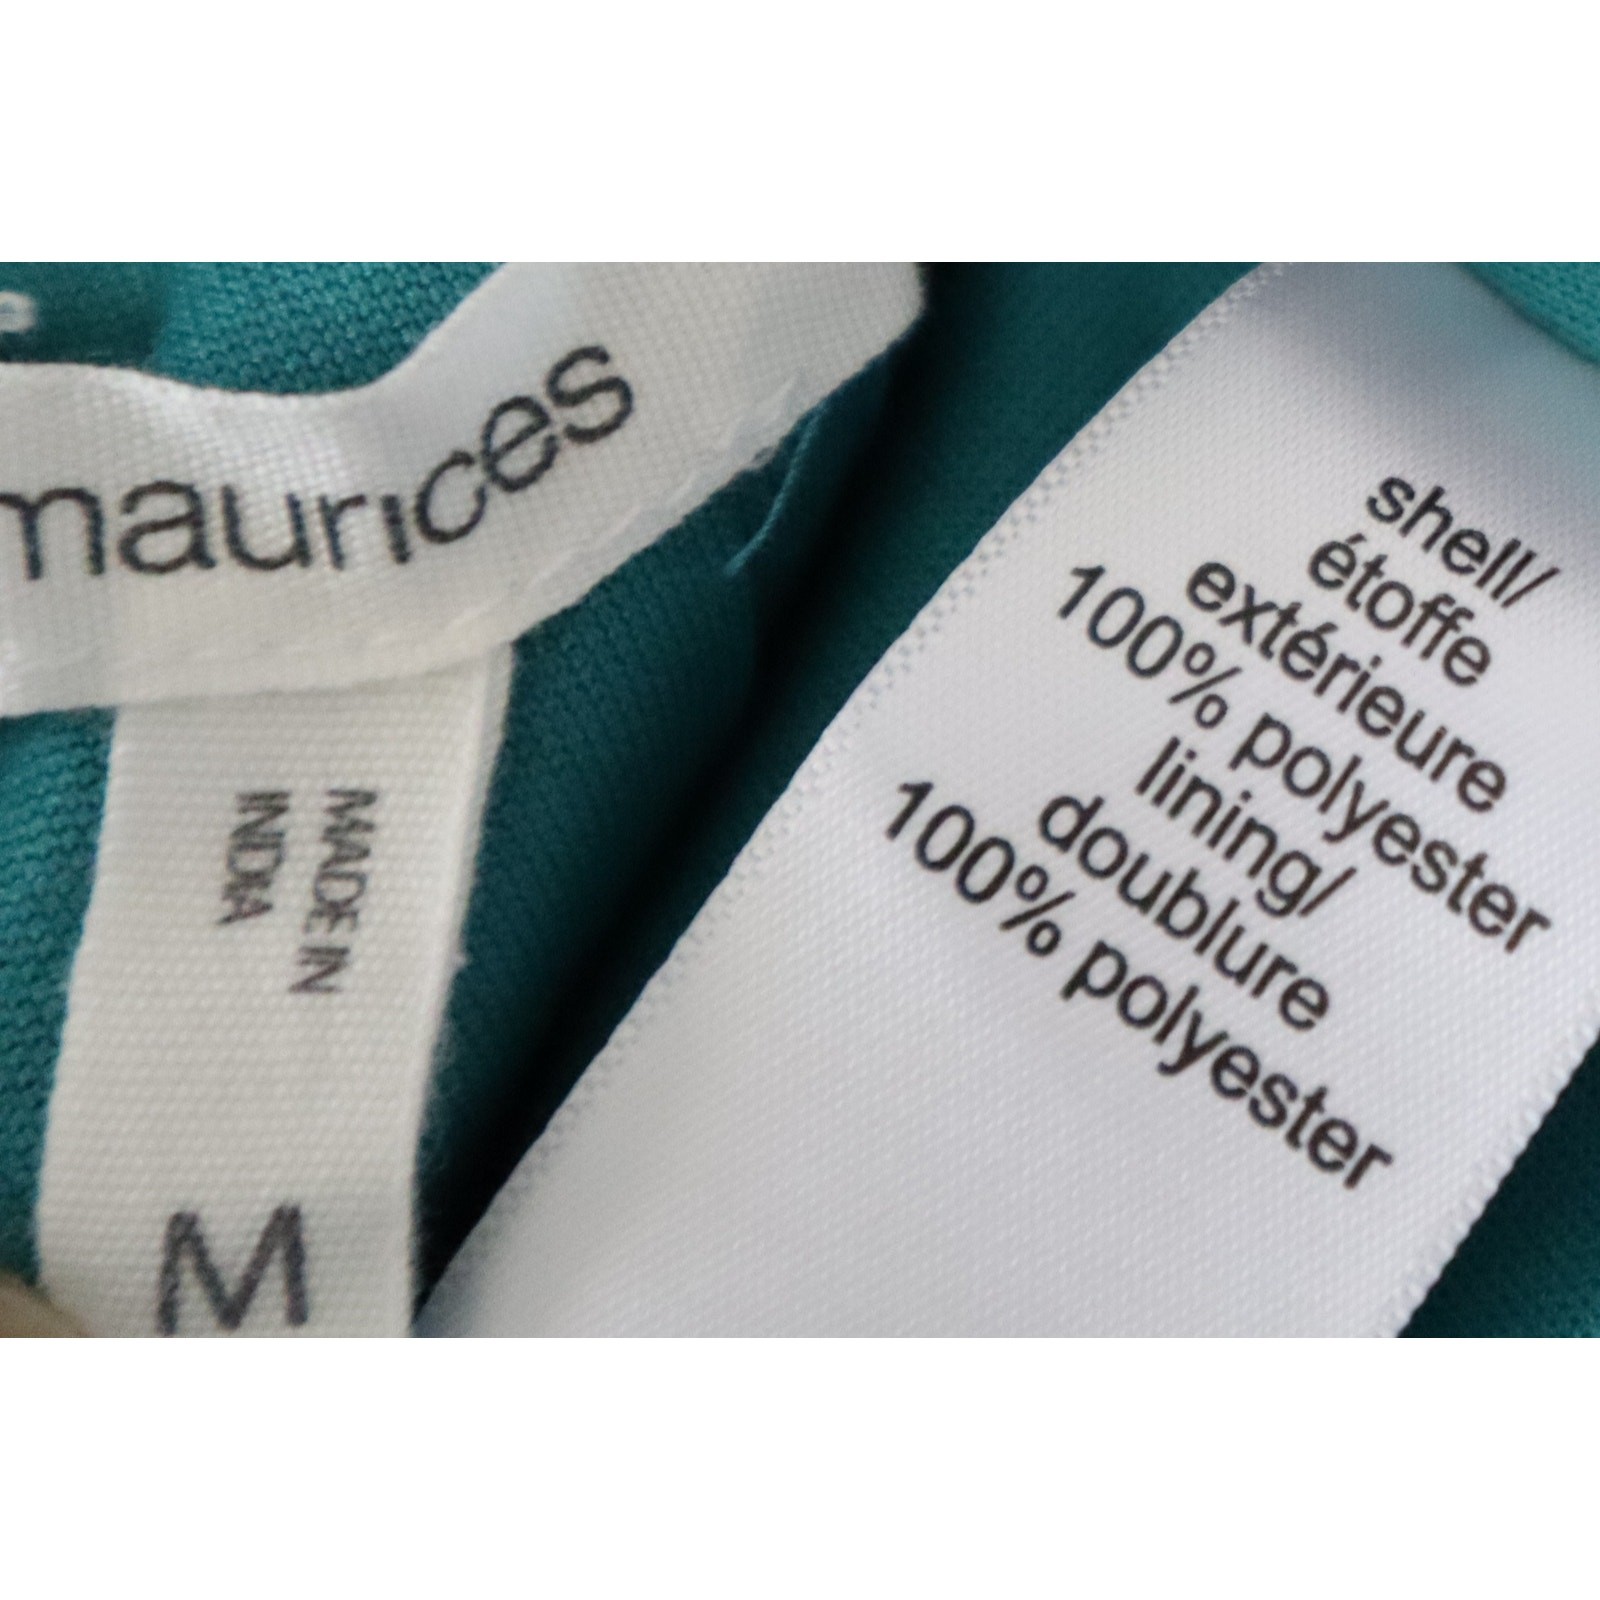 maurices
MADE IN
INDIA
M
shell/
étoffe
extérieure
100% polyester
lining/
doublure
100% polyester